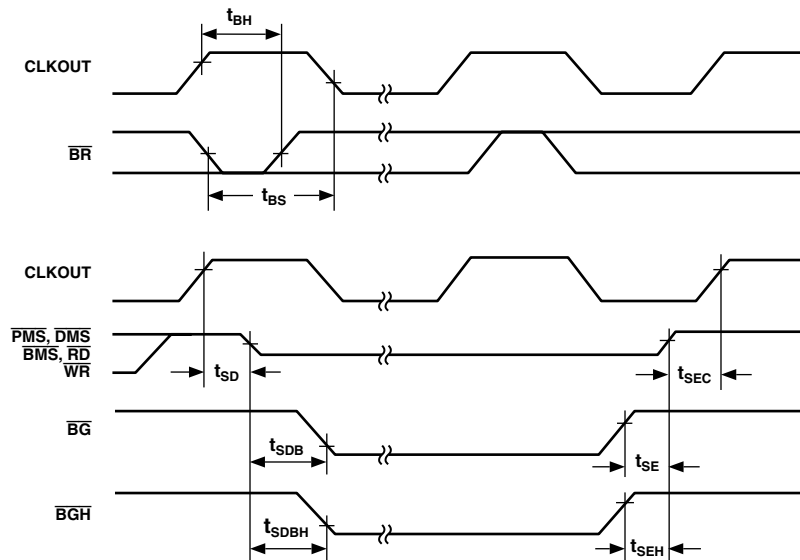 tBH
CLKOUT
BR
tBS
CLKOUT
PMS, DMS
BMS, RD
WR
tSD
tSEC
BG
tSDB
tSE
BGH
tSDBH
tSEH